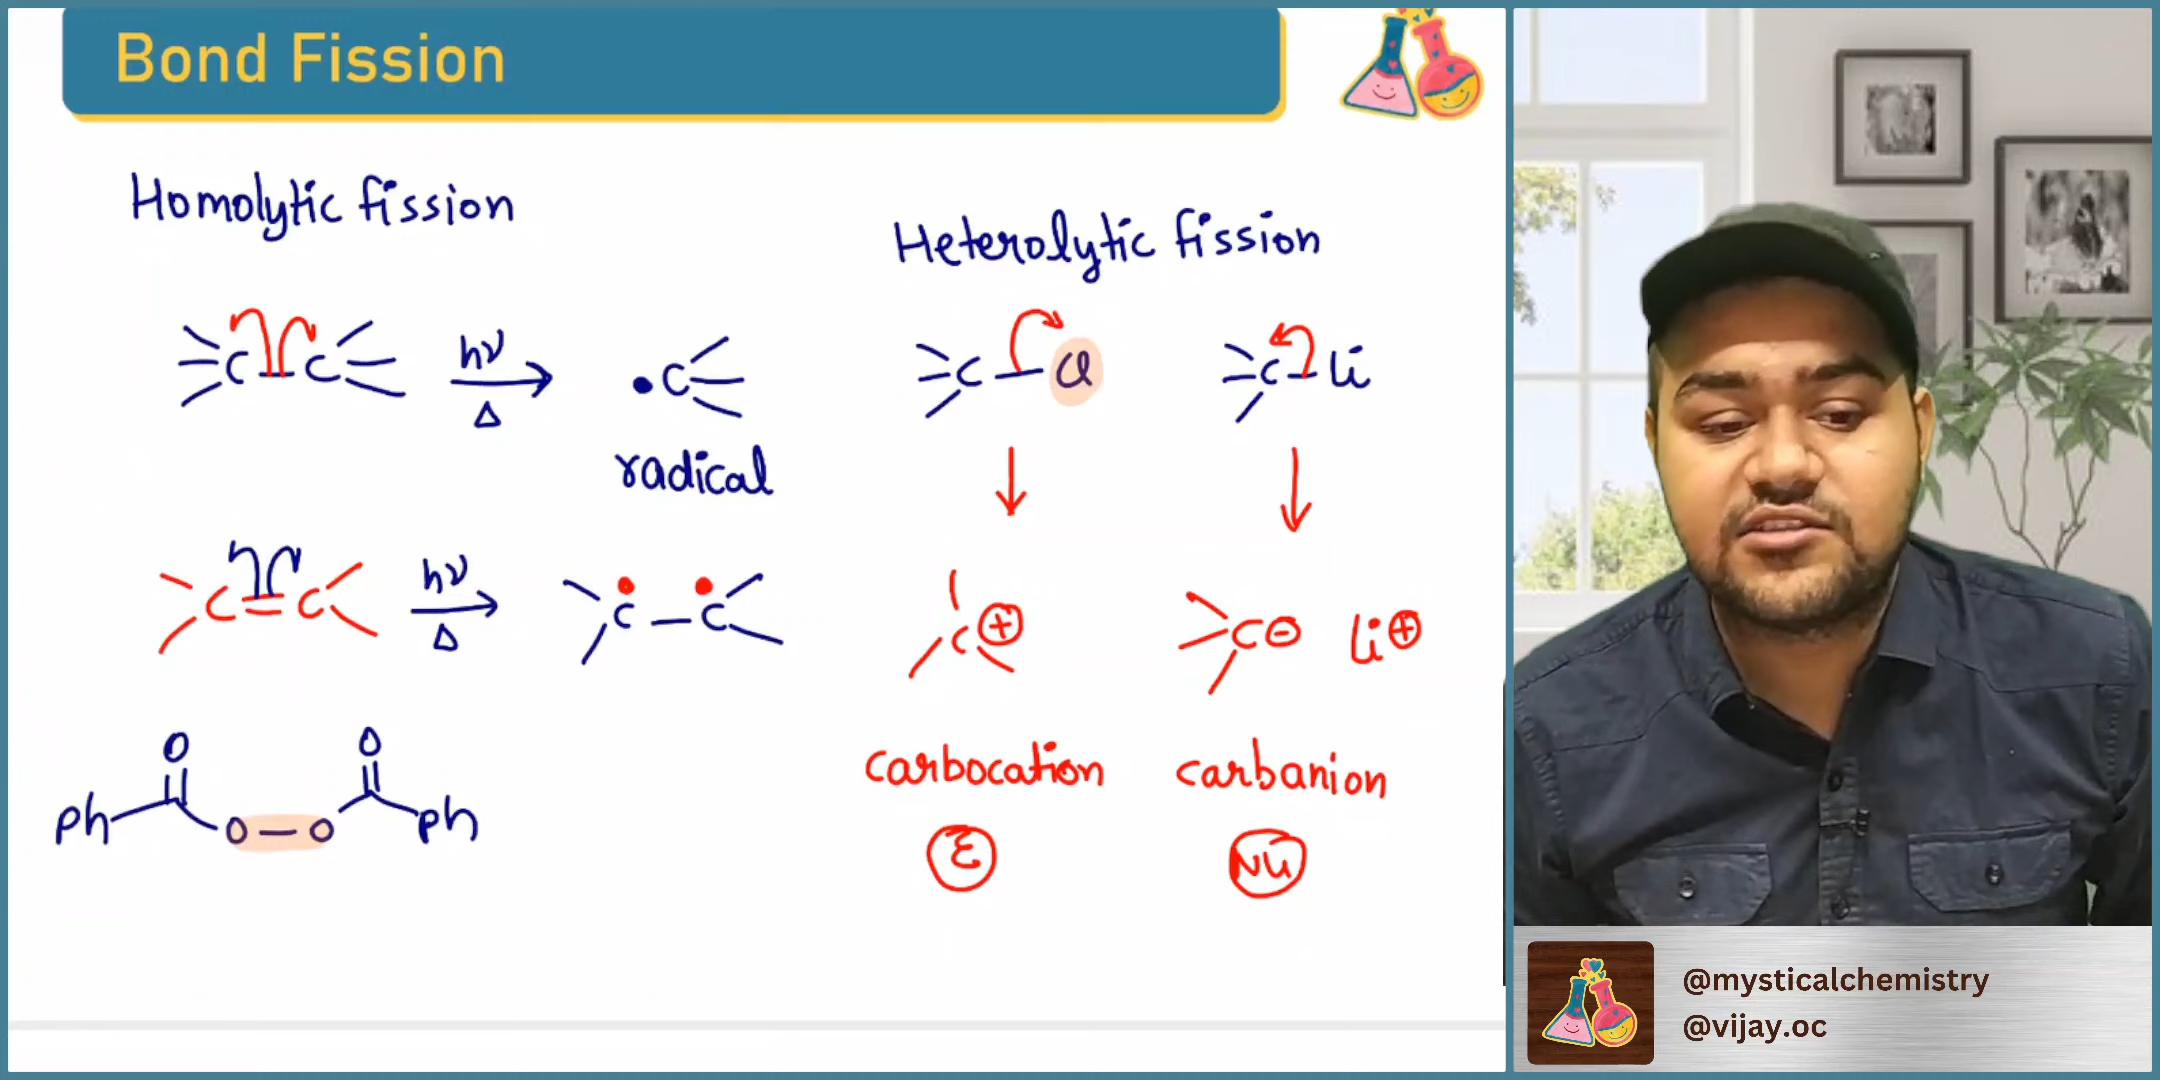 Bond Fission
Homolytic fission
C C hν Δ •C
radical
C = C hν Δ C – C
O O
Ph O – O Ph
Heterolytic fission
C – Cl C – Li
C⊕ C⊖ Li⊕
carbocation carbanion
E Nu
@mysticalchemistry
@vijay.oc